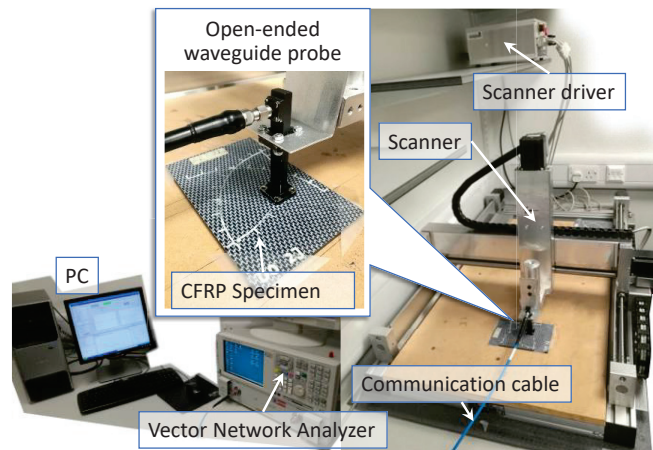 Open-ended
waveguide probe
Scanner driver
Scanner
CFRP Specimen
PC
Communication cable
Vector Network Analyzer